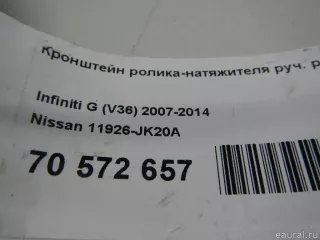 Кронштейн ролика-натяжителя руч. р
Infiniti G (V36) 2007-2014
Nissan 11926-JK20A
70 572 657
eaural.ru